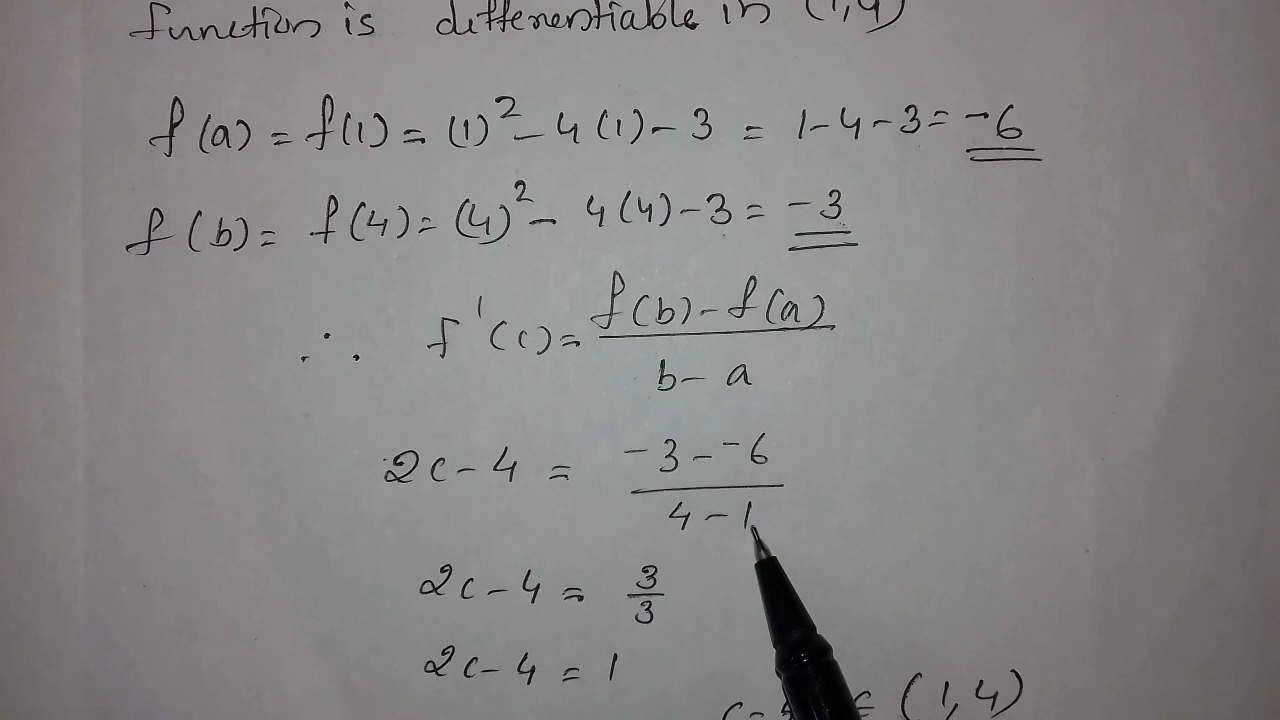 function is differentiable in (1,4)
f(a) = f(1) = (1)² - 4(1) - 3 = 1-4-3 = -6
f(b) = f(4) = (4)² - 4(4) - 3 = -3
∴ f'(c) = f(b) - f(a) / b - a
2c - 4 = -3 - -6 / 4 - 1
2c - 4 = 3/3
2c - 4 = 1
∈ (1,4)